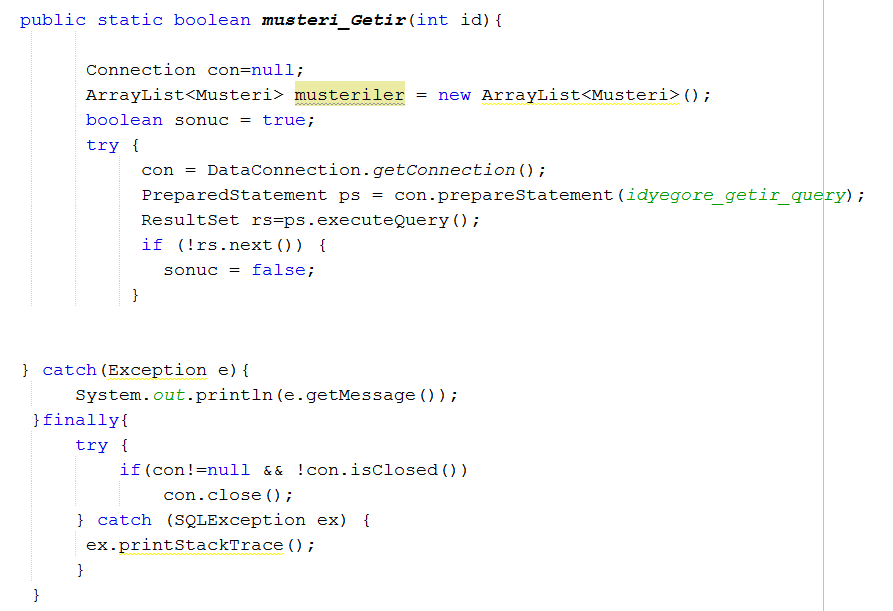 public static boolean musteri_Getir(int id){
Connection con=null;
ArrayList<Musteri> musteriler = new ArrayList<Musteri>();
boolean sonuc = true;
try {
con = DataConnection.getConnection();
PreparedStatement ps = con.prepareStatement(idyegore_getir_query);
ResultSet rs=ps.executeQuery();
if (!rs.next()) {
sonuc = false;
}
} catch(Exception e){
System.out.println(e.getMessage());
}finally{
try {
if(con!=null && !con.isClosed())
con.close();
} catch (SQLException ex) {
ex.printStackTrace();
}
}